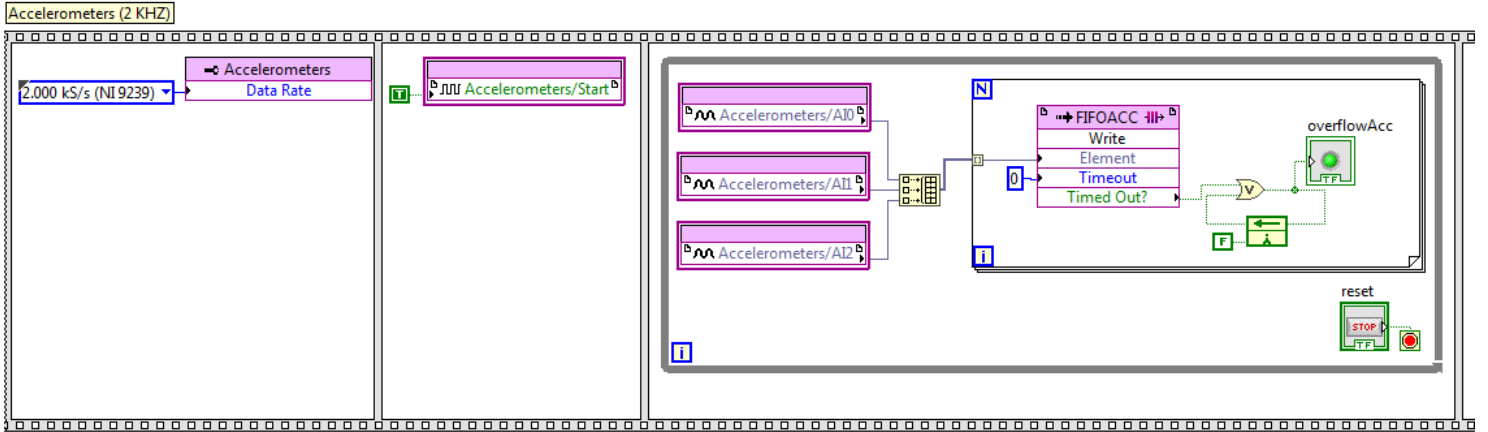 Accelerometers (2 KHZ)
Accelerometers
2.000 kS/s (NI 9239)
Data Rate
T
Accelerometers/Start
Accelerometers/AI0
Accelerometers/AI1
Accelerometers/AI2
N
FIFOACC
Write
Element
0
Timeout
Timed Out?
V
overflowAcc
TF
F
i
reset
STOP
TF
i